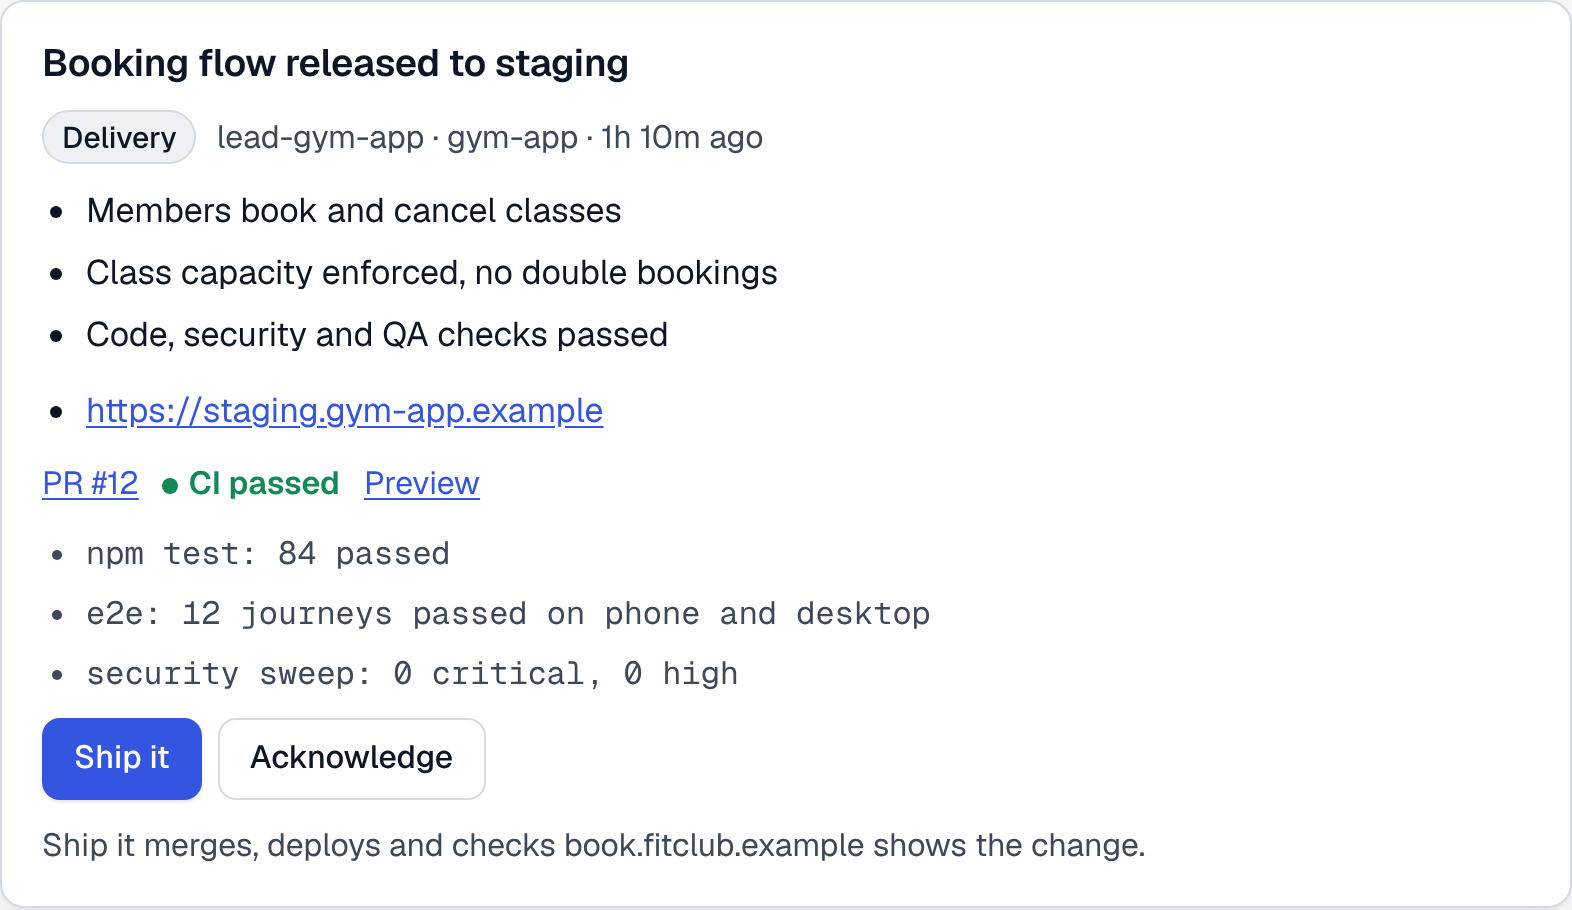 Booking flow released to staging
Delivery lead-gym-app · gym-app · 1h 10m ago
• Members book and cancel classes
• Class capacity enforced, no double bookings
• Code, security and QA checks passed
• https://staging.gym-app.example
PR #12 ● CI passed Preview
• npm test: 84 passed
• e2e: 12 journeys passed on phone and desktop
• security sweep: 0 critical, 0 high
Ship it Acknowledge
Ship it merges, deploys and checks book.fitclub.example shows the change.